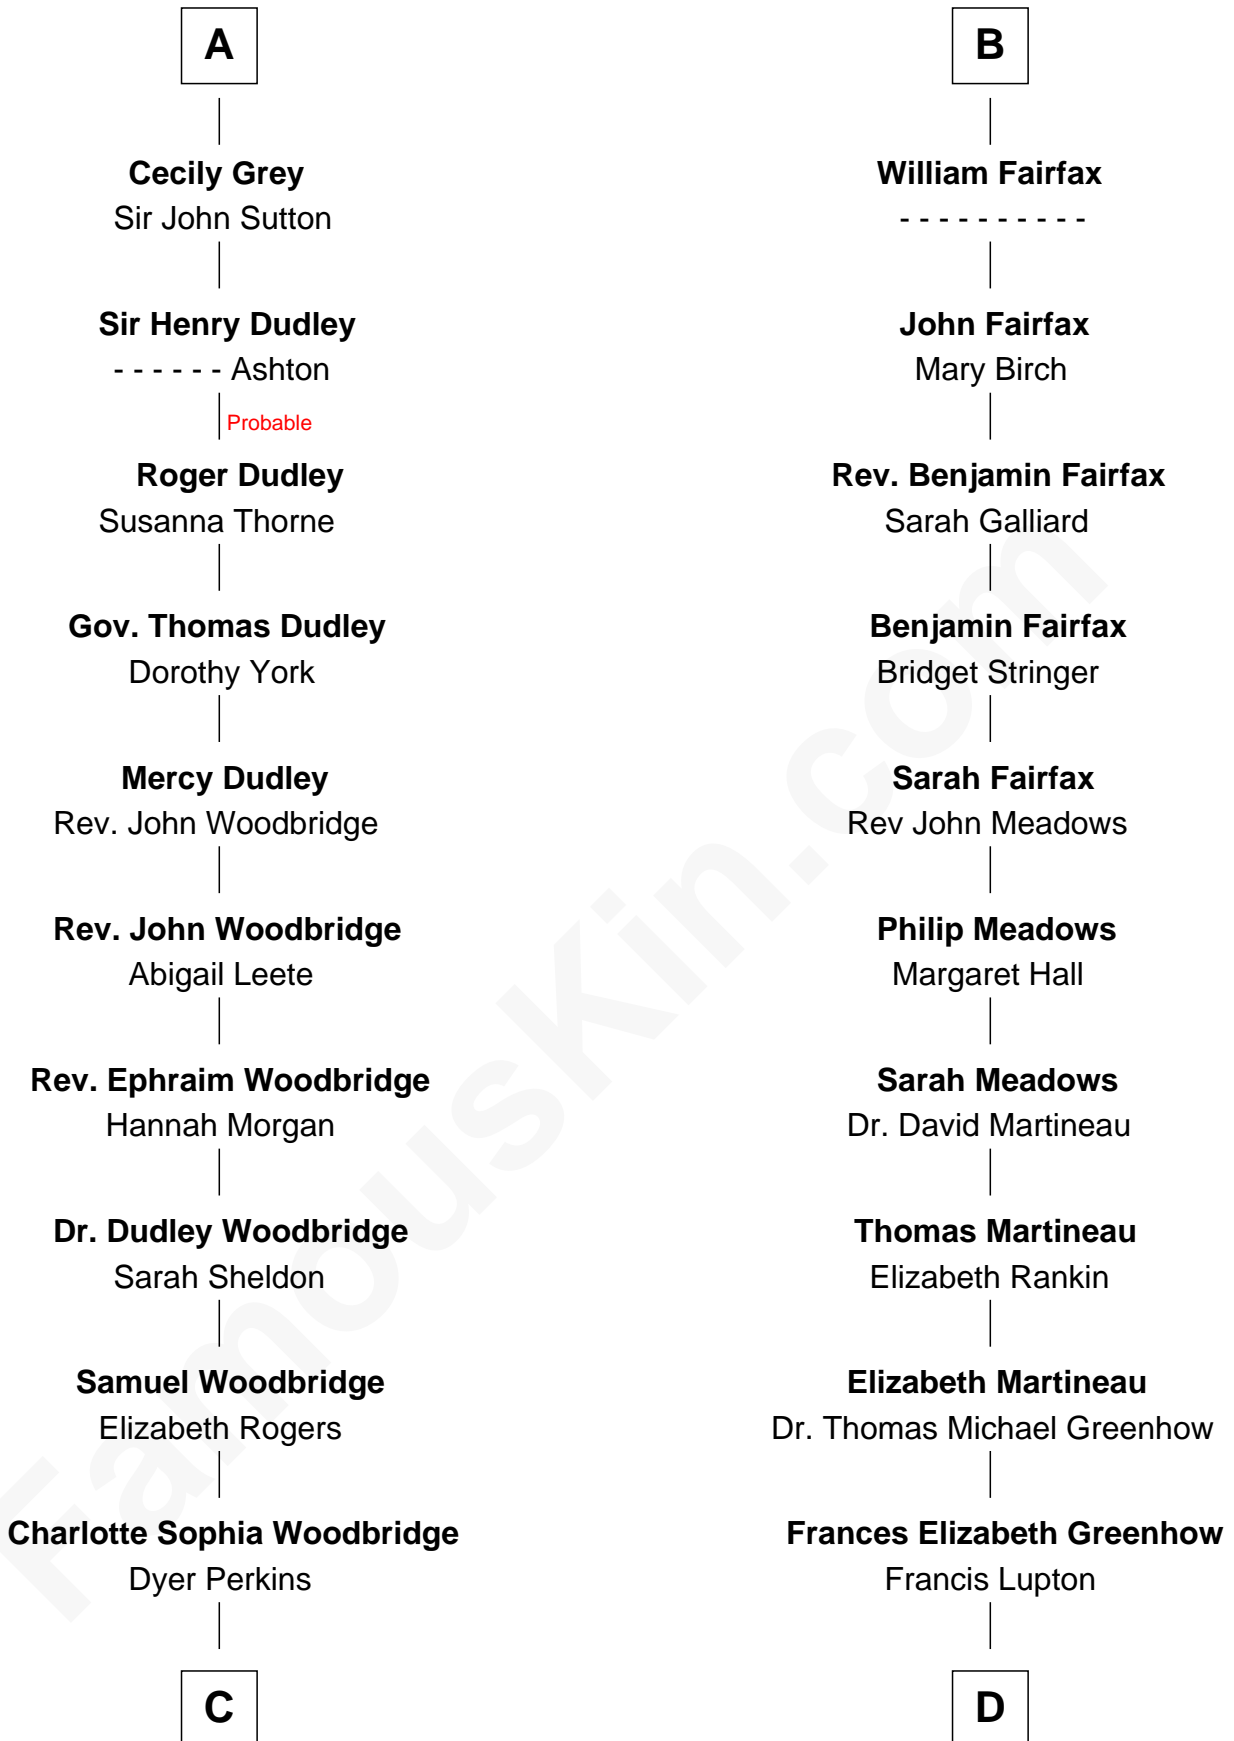 A
Cecily Grey
Sir John Sutton
Sir Henry Dudley
- - - - - - Ashton
Probable
Roger Dudley
Susanna Thorne
Gov. Thomas Dudley
Dorothy York
Mercy Dudley
Rev. John Woodbridge
Rev. John Woodbridge
Abigail Leete
Rev. Ephraim Woodbridge
Hannah Morgan
Dr. Dudley Woodbridge
Sarah Sheldon
Samuel Woodbridge
Elizabeth Rogers
Charlotte Sophia Woodbridge
Dyer Perkins
C
B
William Fairfax
- - - - - - - - - -
John Fairfax
Mary Birch
Rev. Benjamin Fairfax
Sarah Galliard
Benjamin Fairfax
Bridget Stringer
Sarah Fairfax
Rev John Meadows
Philip Meadows
Margaret Hall
Sarah Meadows
Dr. David Martineau
Thomas Martineau
Elizabeth Rankin
Elizabeth Martineau
Dr. Thomas Michael Greenhow
Frances Elizabeth Greenhow
Francis Lupton
D
FamousKin.com